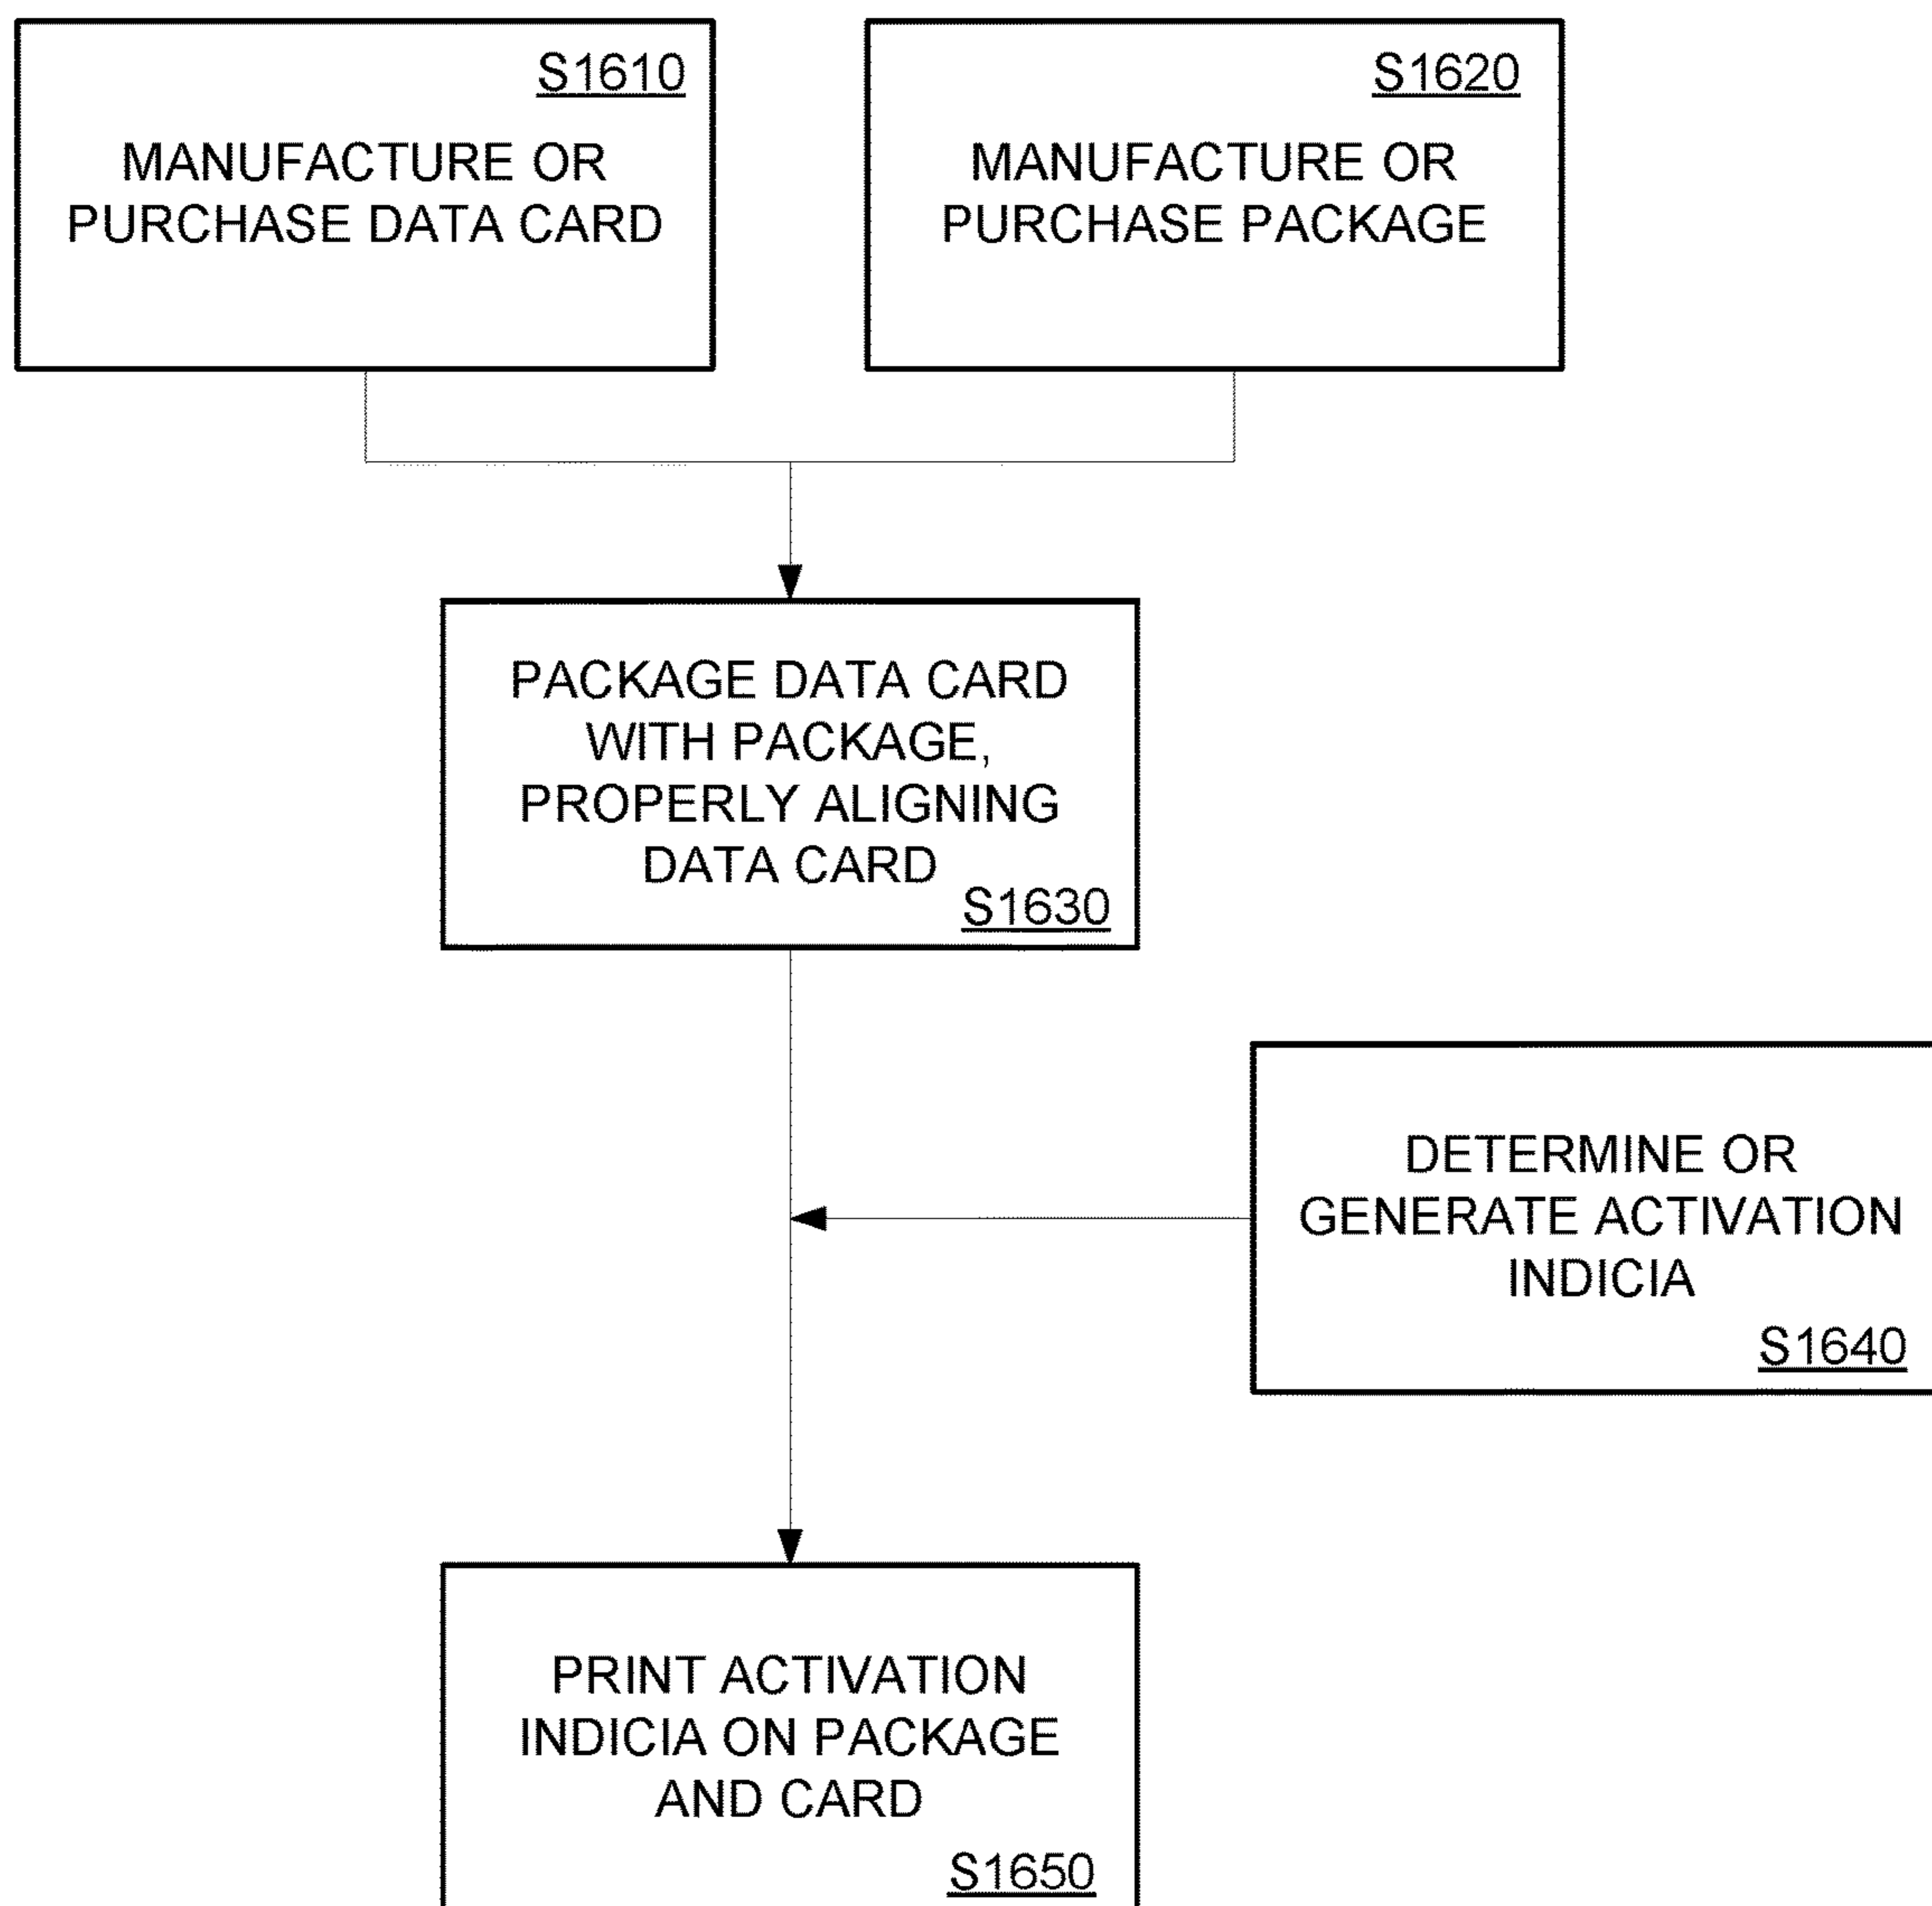 S1610
MANUFACTURE OR
PURCHASE DATA CARD
S1620
MANUFACTURE OR
PURCHASE PACKAGE
PACKAGE DATA CARD
WITH PACKAGE,
PROPERLY ALIGNING
DATA CARD
S1630
DETERMINE OR
GENERATE ACTIVATION
INDICIA
S1640
PRINT ACTIVATION
INDICIA ON PACKAGE
AND CARD
S1650